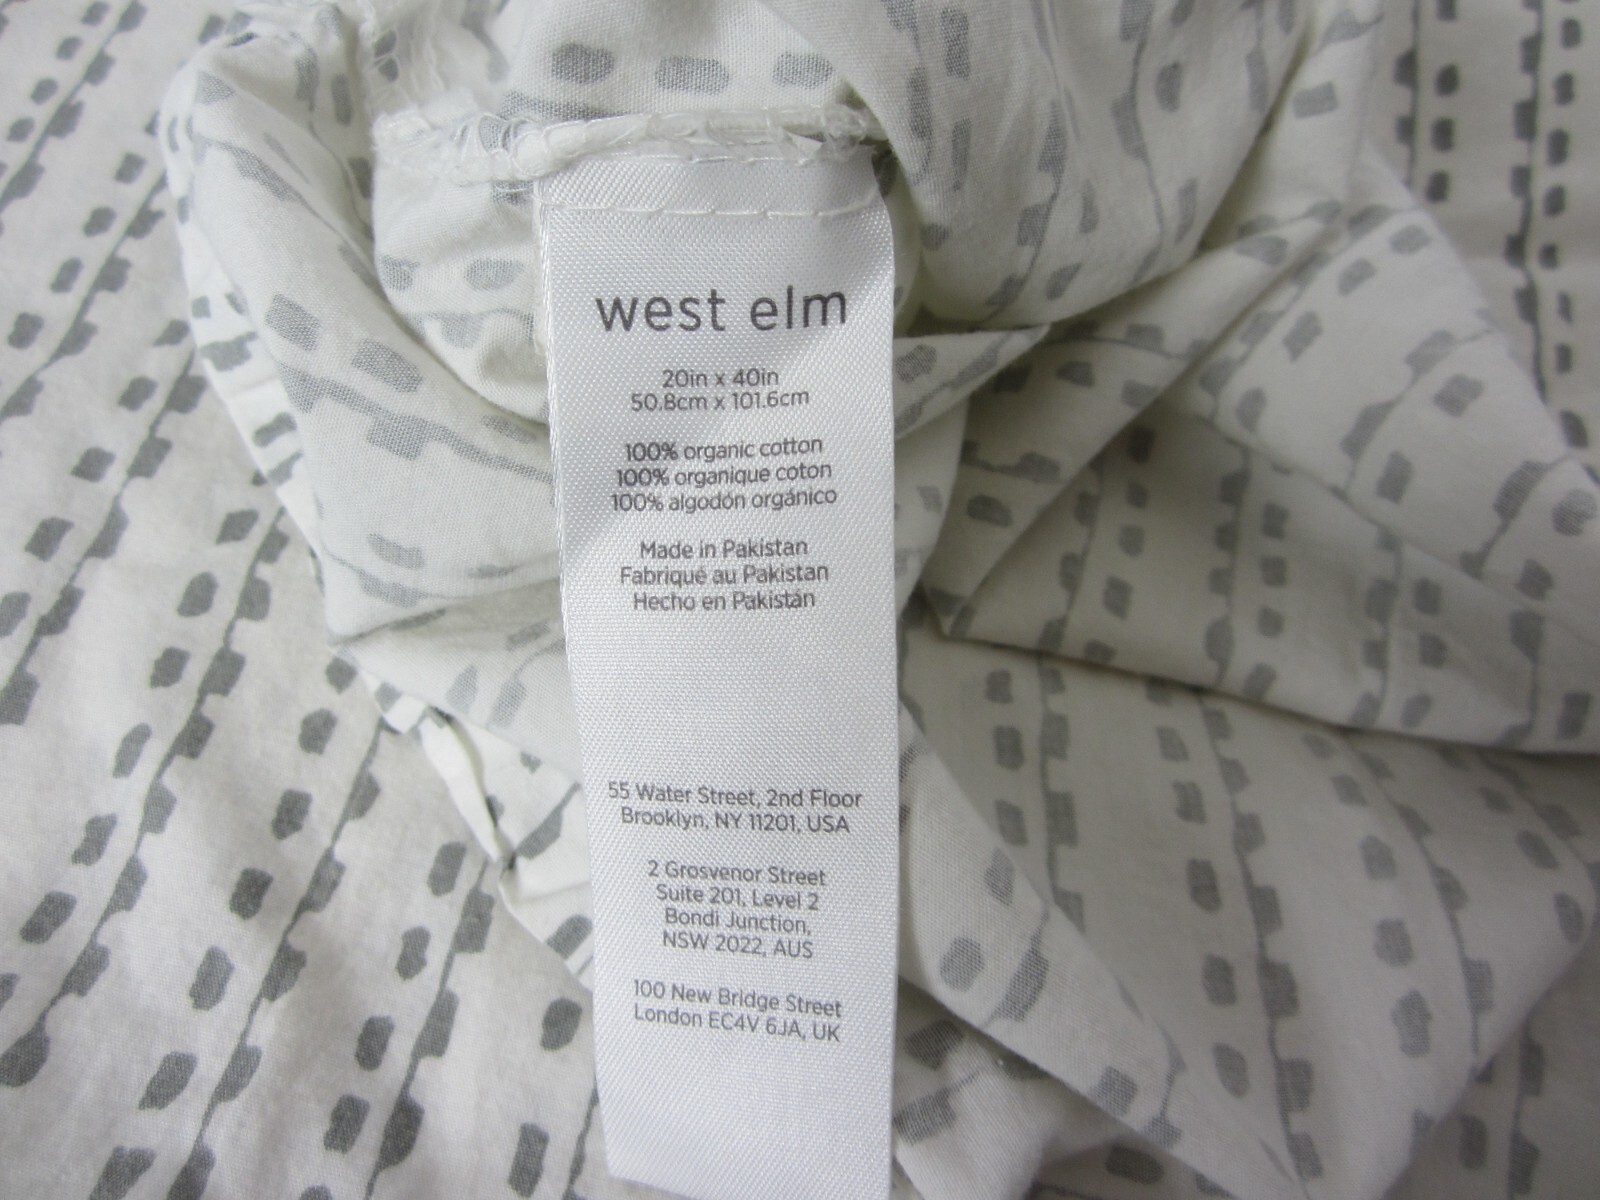 west elm
20in x 40in
50.8cm x 101.6cm
100% organic cotton
100% organique coton
100% algodón orgánico
Made in Pakistan
Fabriqué au Pakistan
Hecho en Pakistán
55 Water Street, 2nd Floor
Brooklyn, NY 11201, USA
2 Grosvenor Street
Suite 201, Level 2
Bondi Junction,
NSW 2022, AUS
100 New Bridge Street
London EC4V 6JA, UK